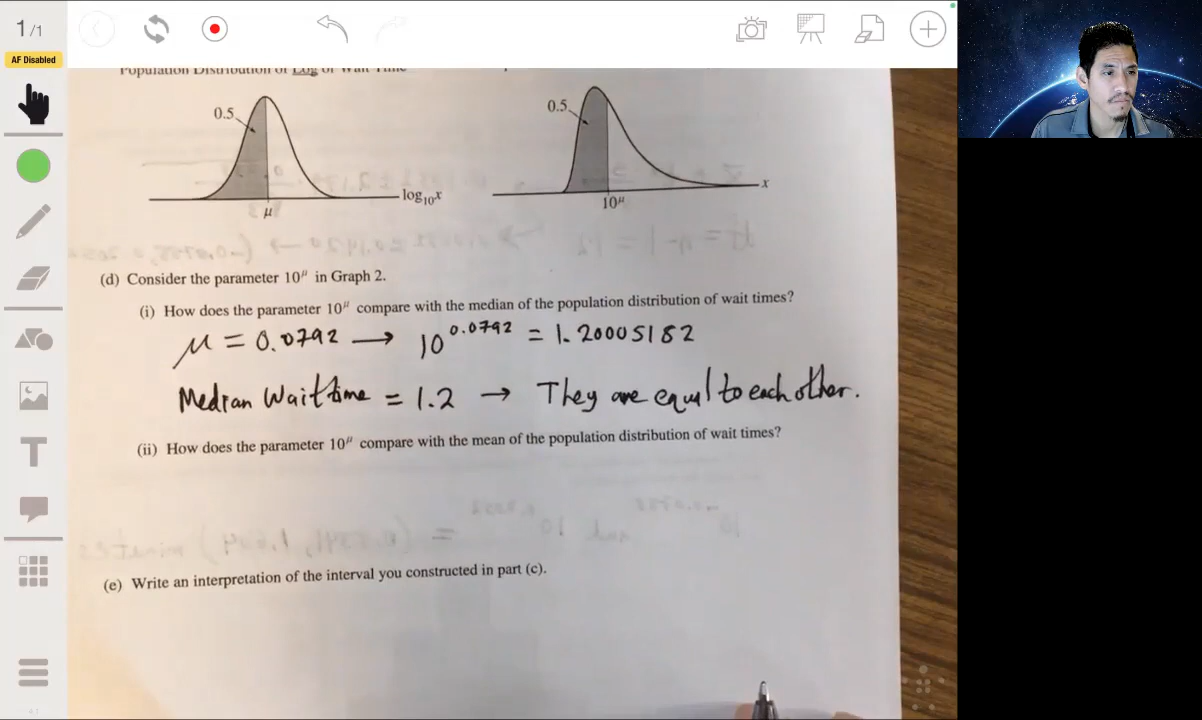 1/1
AF Disabled
Population Distribution of Log of Wait Time
0.5
μ
log₁₀x
0.5
10^μ
x
(d) Consider the parameter 10^μ in Graph 2.
(i) How does the parameter 10^μ compare with the median of the population distribution of wait times?
μ = 0.0792 → 10^0.0792 = 1.20005182
Median Wait time = 1.2 → They are equal to each other.
(ii) How does the parameter 10^μ compare with the mean of the population distribution of wait times?
(e) Write an interpretation of the interval you constructed in part (c).
T